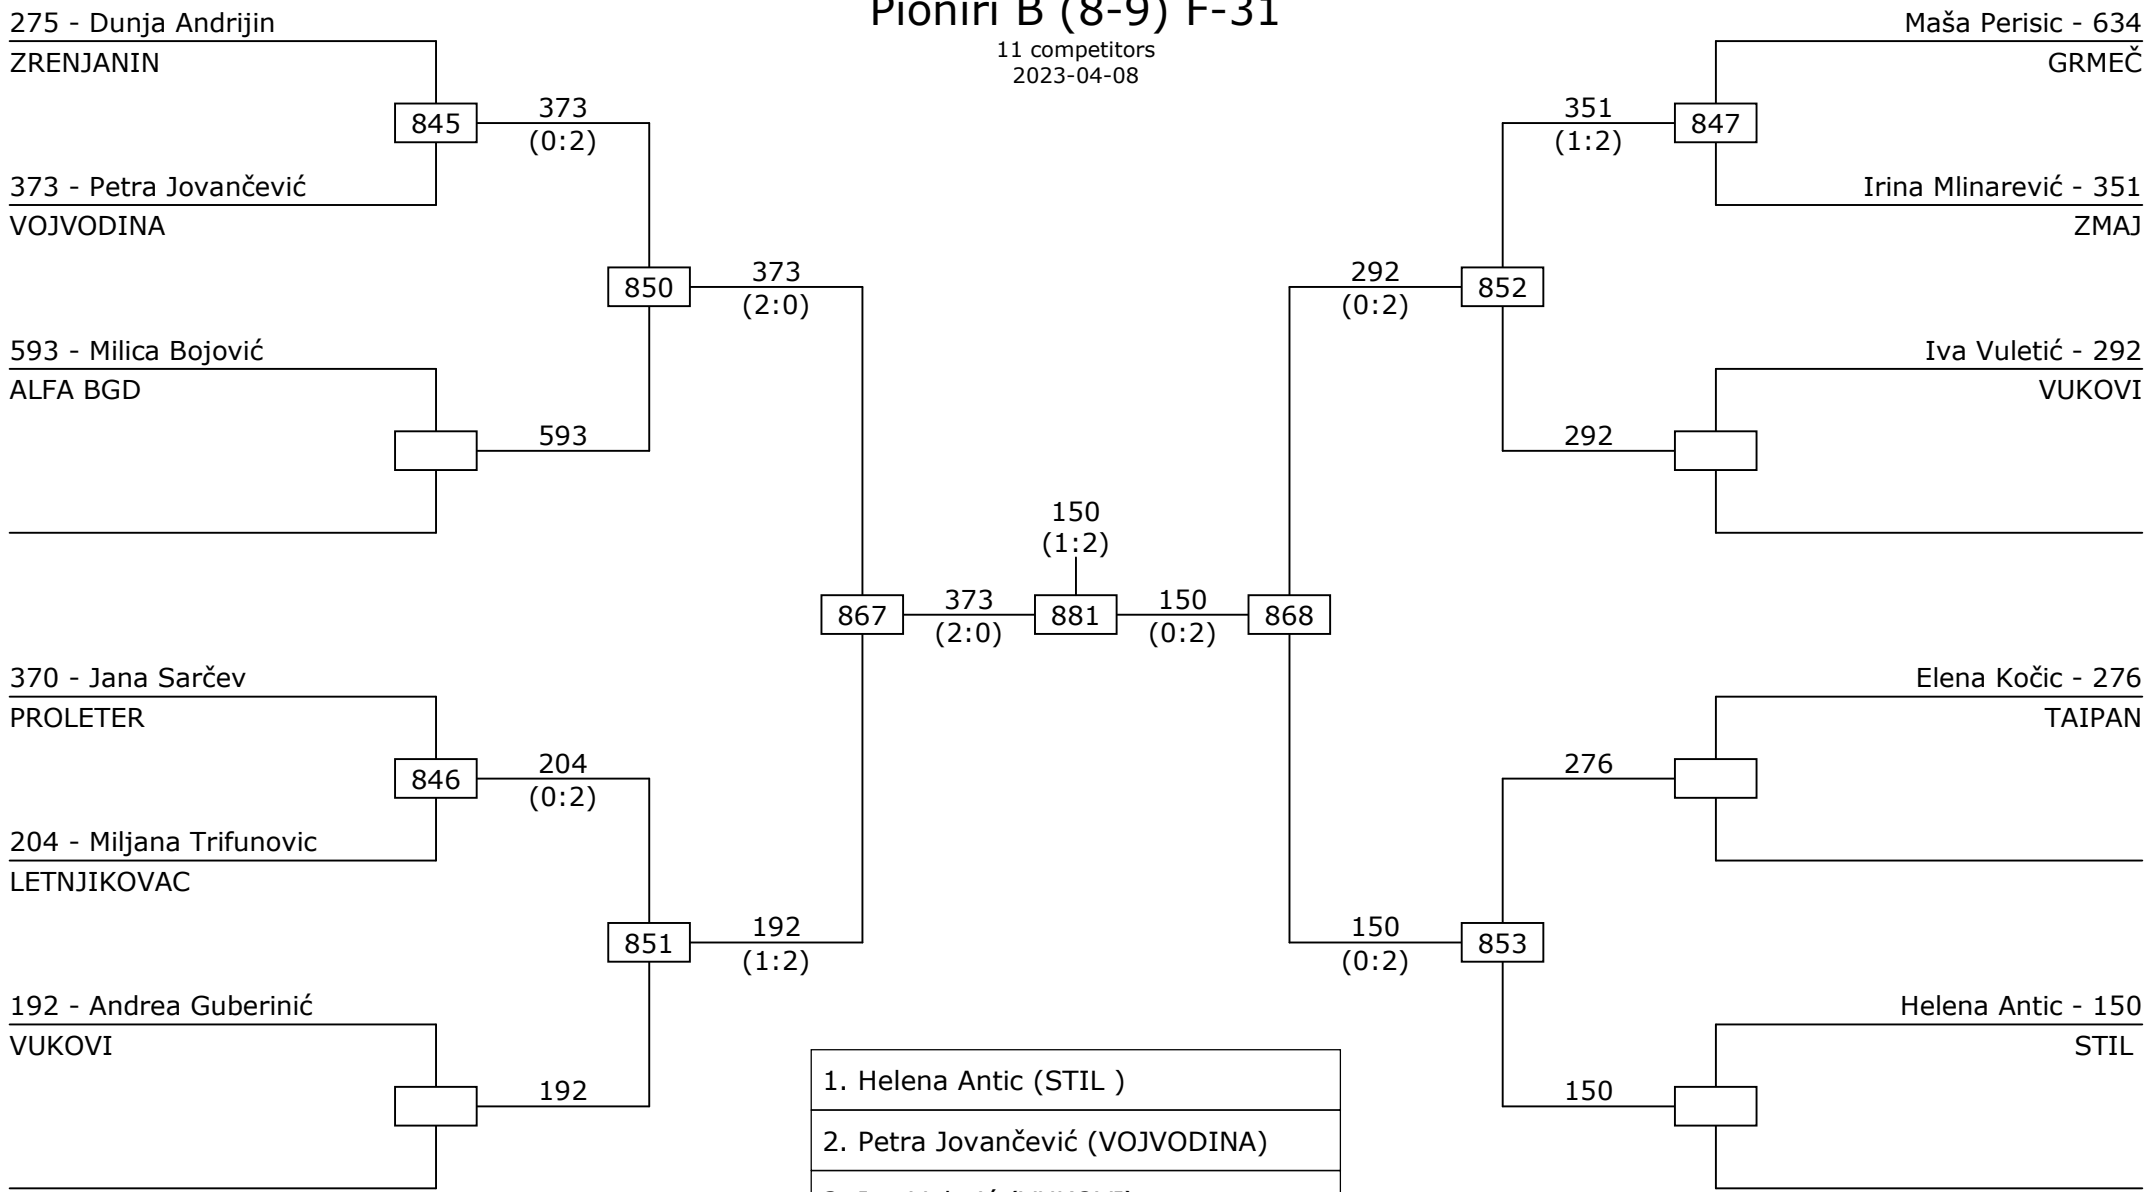 Pioniri B (8-9) F-31
11 competitors
2023-04-08
275 - Dunja Andrijin
ZRENJANIN
845
373
(0:2)
373 - Petra Jovančević
VOJVODINA
850
373
(2:0)
593 - Milica Bojović
ALFA BGD
593
370 - Jana Sarčev
PROLETER
846
204
(0:2)
204 - Miljana Trifunovic
LETNJIKOVAC
851
192
(1:2)
192 - Andrea Guberinić
VUKOVI
192
867
373
(2:0)
150
(1:2)
881
150
(0:2)
868
Maša Perisic - 634
GRMEČ
351
(1:2)
847
Irina Mlinarević - 351
ZMAJ
292
(0:2)
852
Iva Vuletić - 292
VUKOVI
292
Elena Kočic - 276
TAIPAN
276
150
(0:2)
853
Helena Antic - 150
STIL
150
1. Helena Antic (STIL )
2. Petra Jovančević (VOJVODINA)